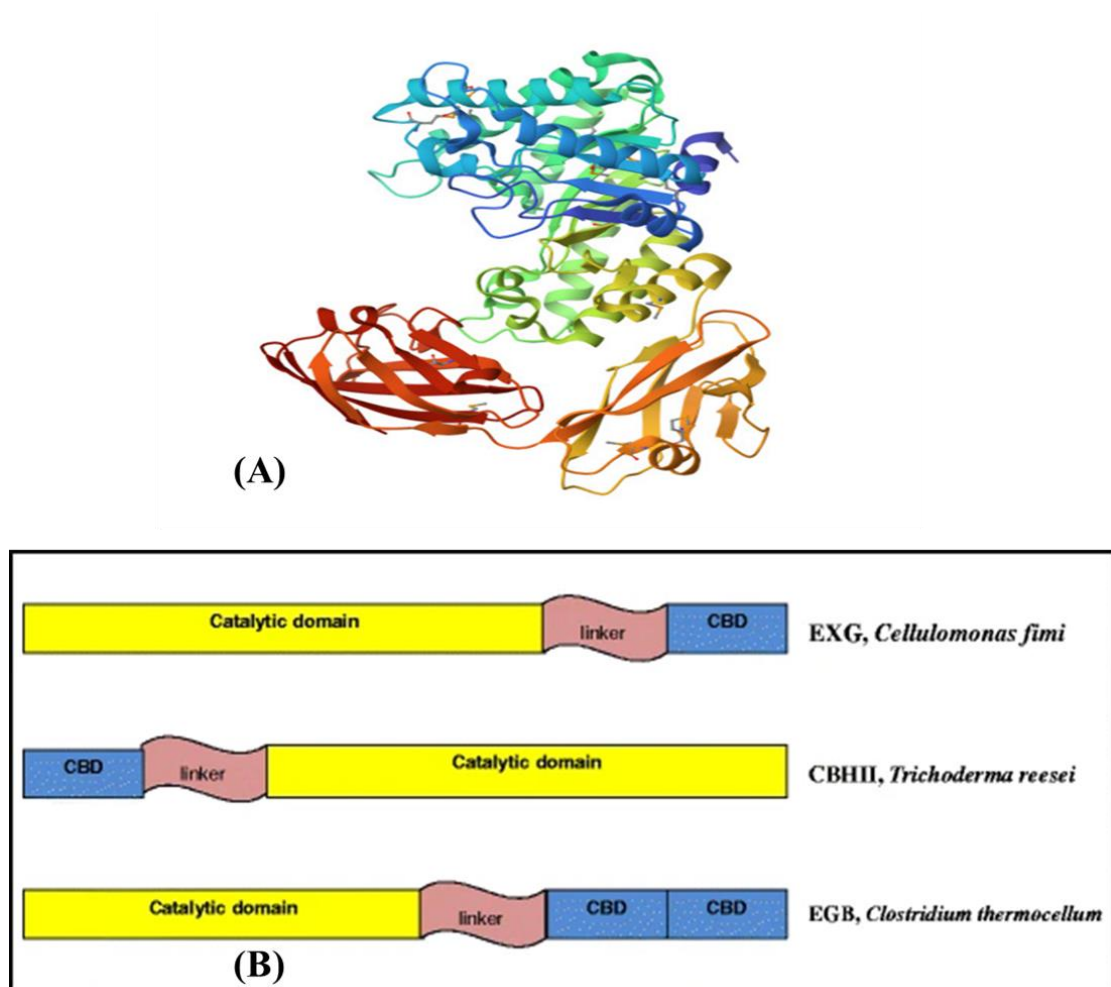 (A)
Catalytic domain linker CBD EXG, Cellulomonas fimi
CBD linker Catalytic domain CBHII, Trichoderma reesei
Catalytic domain linker CBD CBD EGB, Clostridium thermocellum
(B)